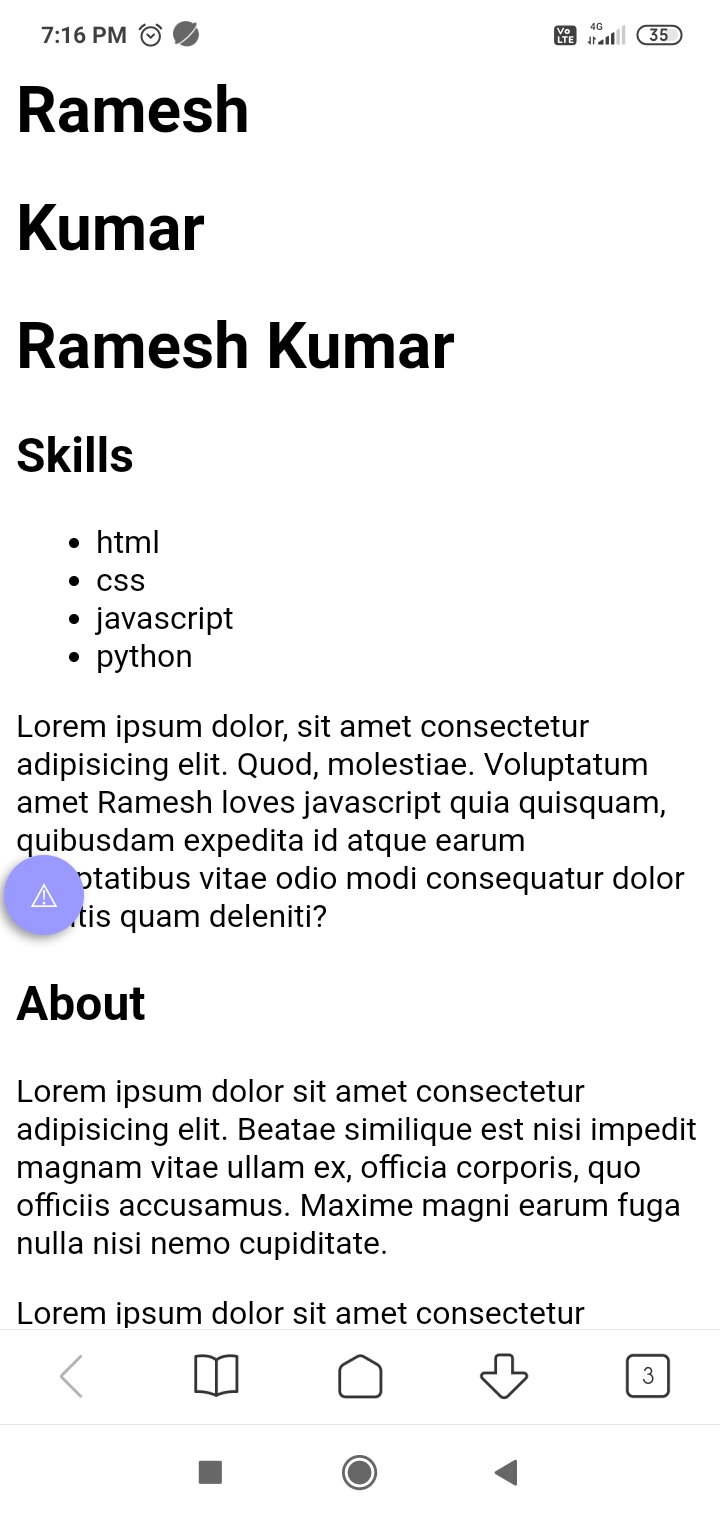 7:16 PM
Vo LTE
4G
35
Ramesh
Kumar
Ramesh Kumar
Skills
• html
• css
• javascript
• python
Lorem ipsum dolor, sit amet consectetur
adipisicing elit. Quod, molestiae. Voluptatum
amet Ramesh loves javascript quia quisquam,
quibusdam expedita id atque earum
vitae odio modi consequatur dolor
quam deleniti?
About
Lorem ipsum dolor sit amet consectetur
adipisicing elit. Beatae similique est nisi impedit
magnam vitae ullam ex, officia corporis, quo
officiis accusamus. Maxime magni earum fuga
nulla nisi nemo cupiditate.
Lorem ipsum dolor sit amet consectetur
3